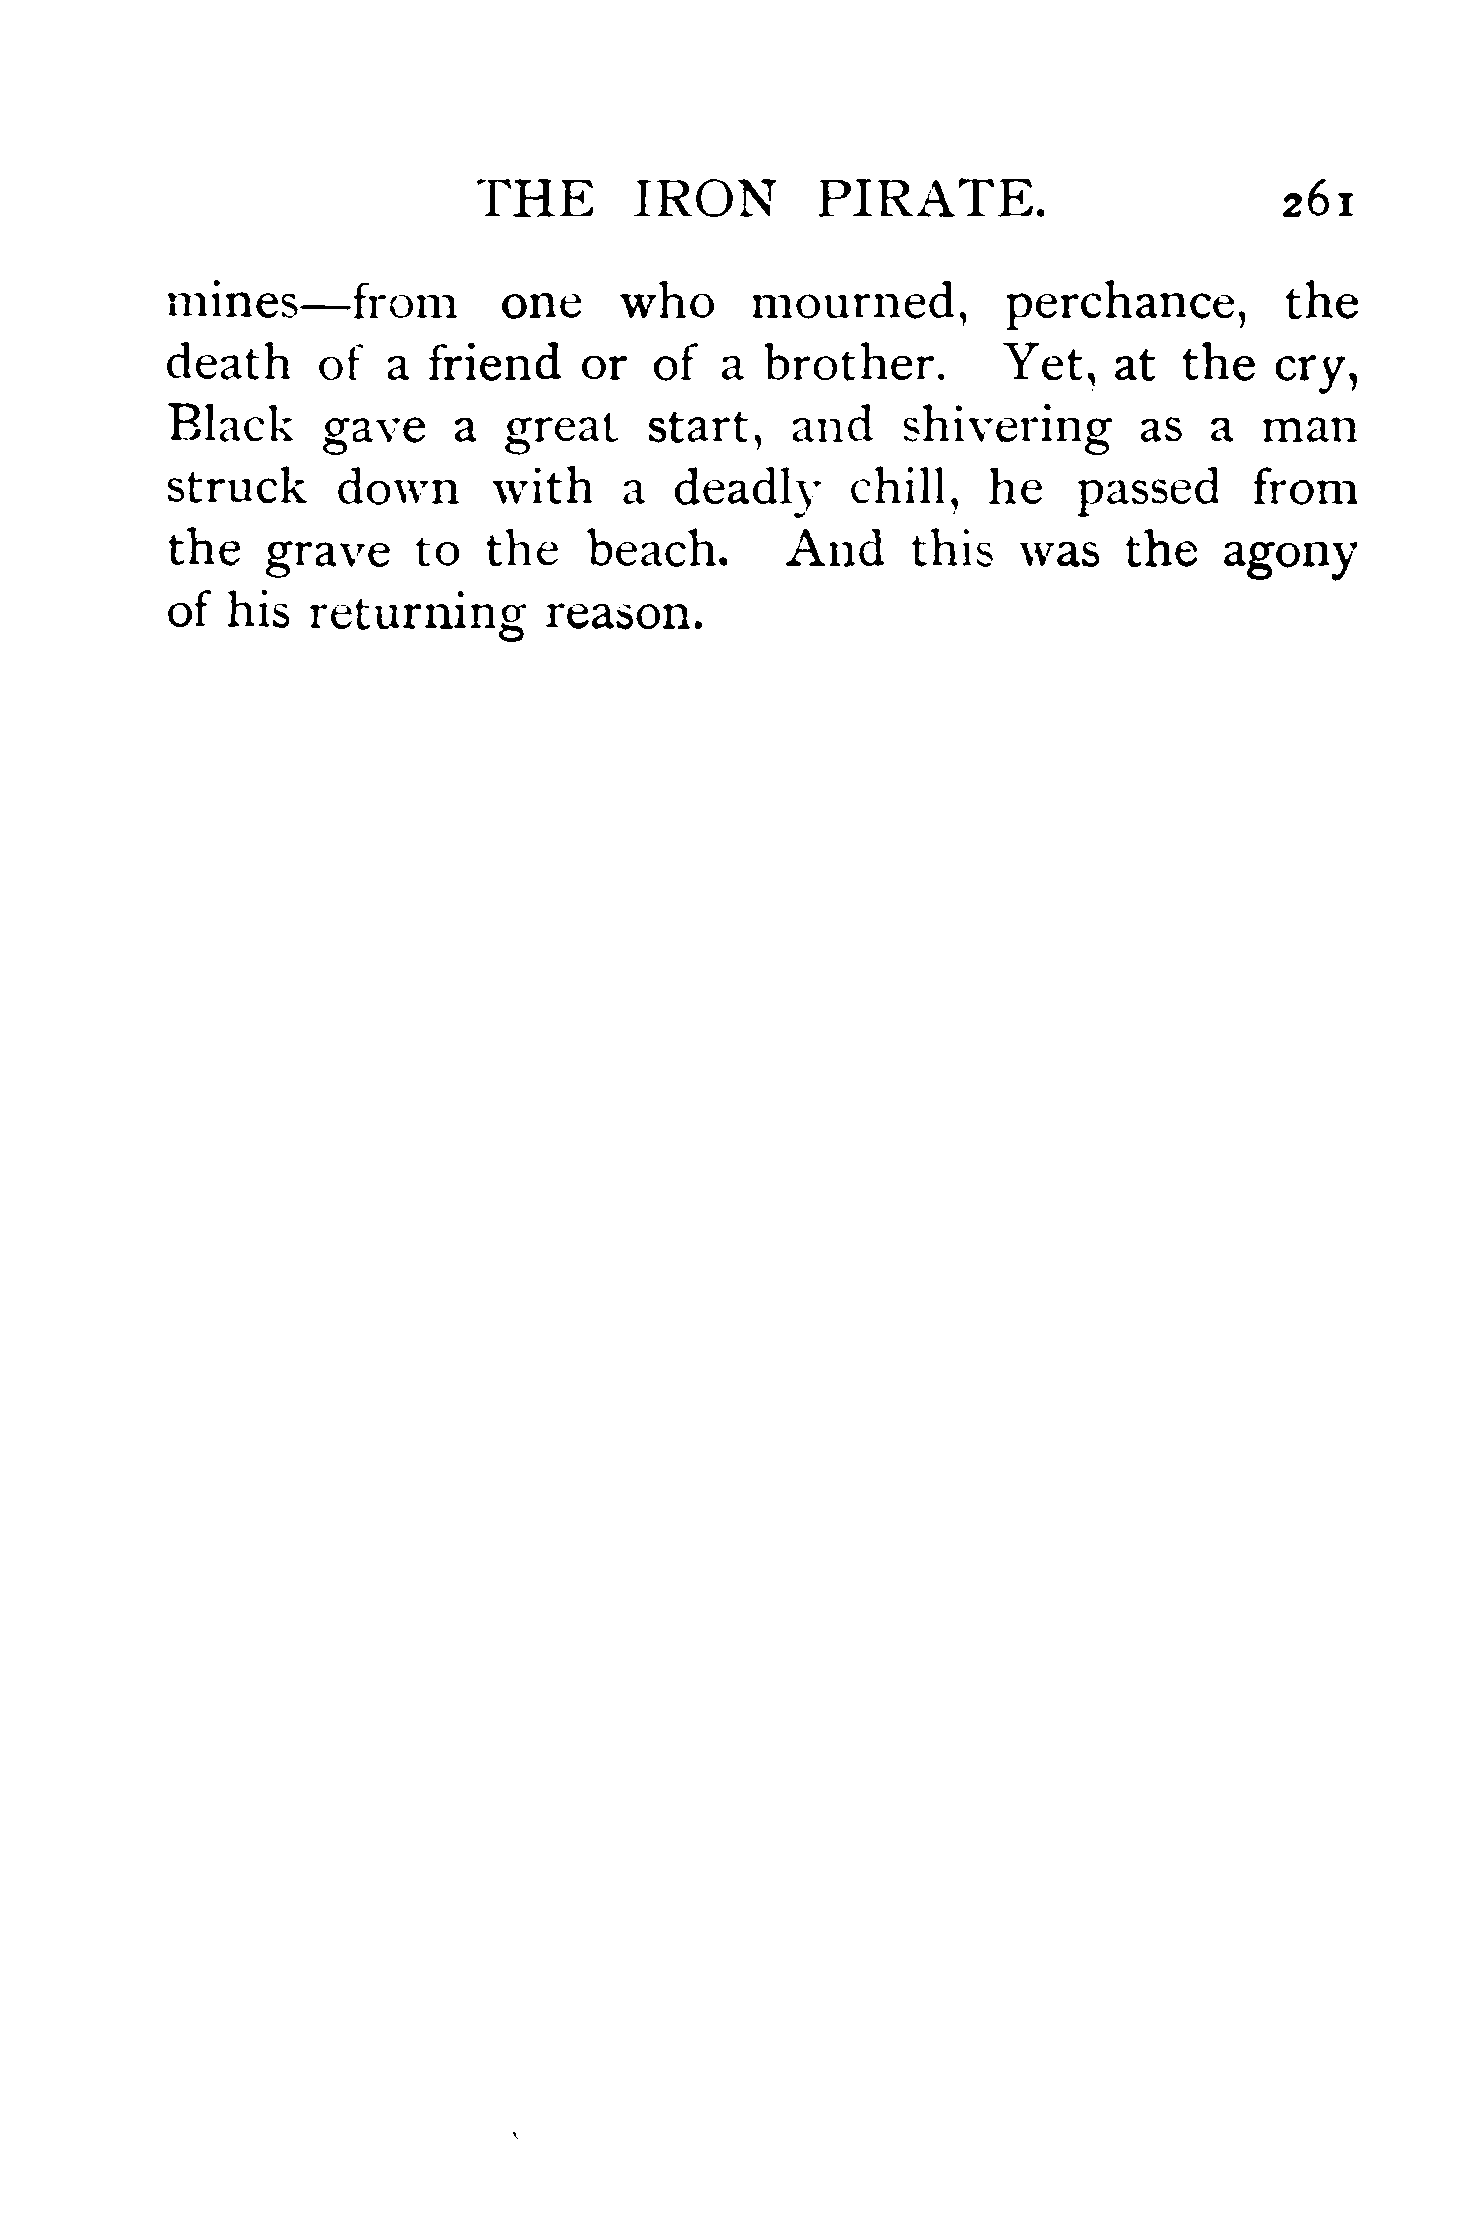 THE IRON PIRATE. 261
mines—from one who mourned, perchance, the
death of a friend or of a brother. Yet, at the cry,
Black gave a great start, and shivering as a man
struck down with a deadly chill, he passed from
the grave to the beach. And this was the agony
of his returning reason.